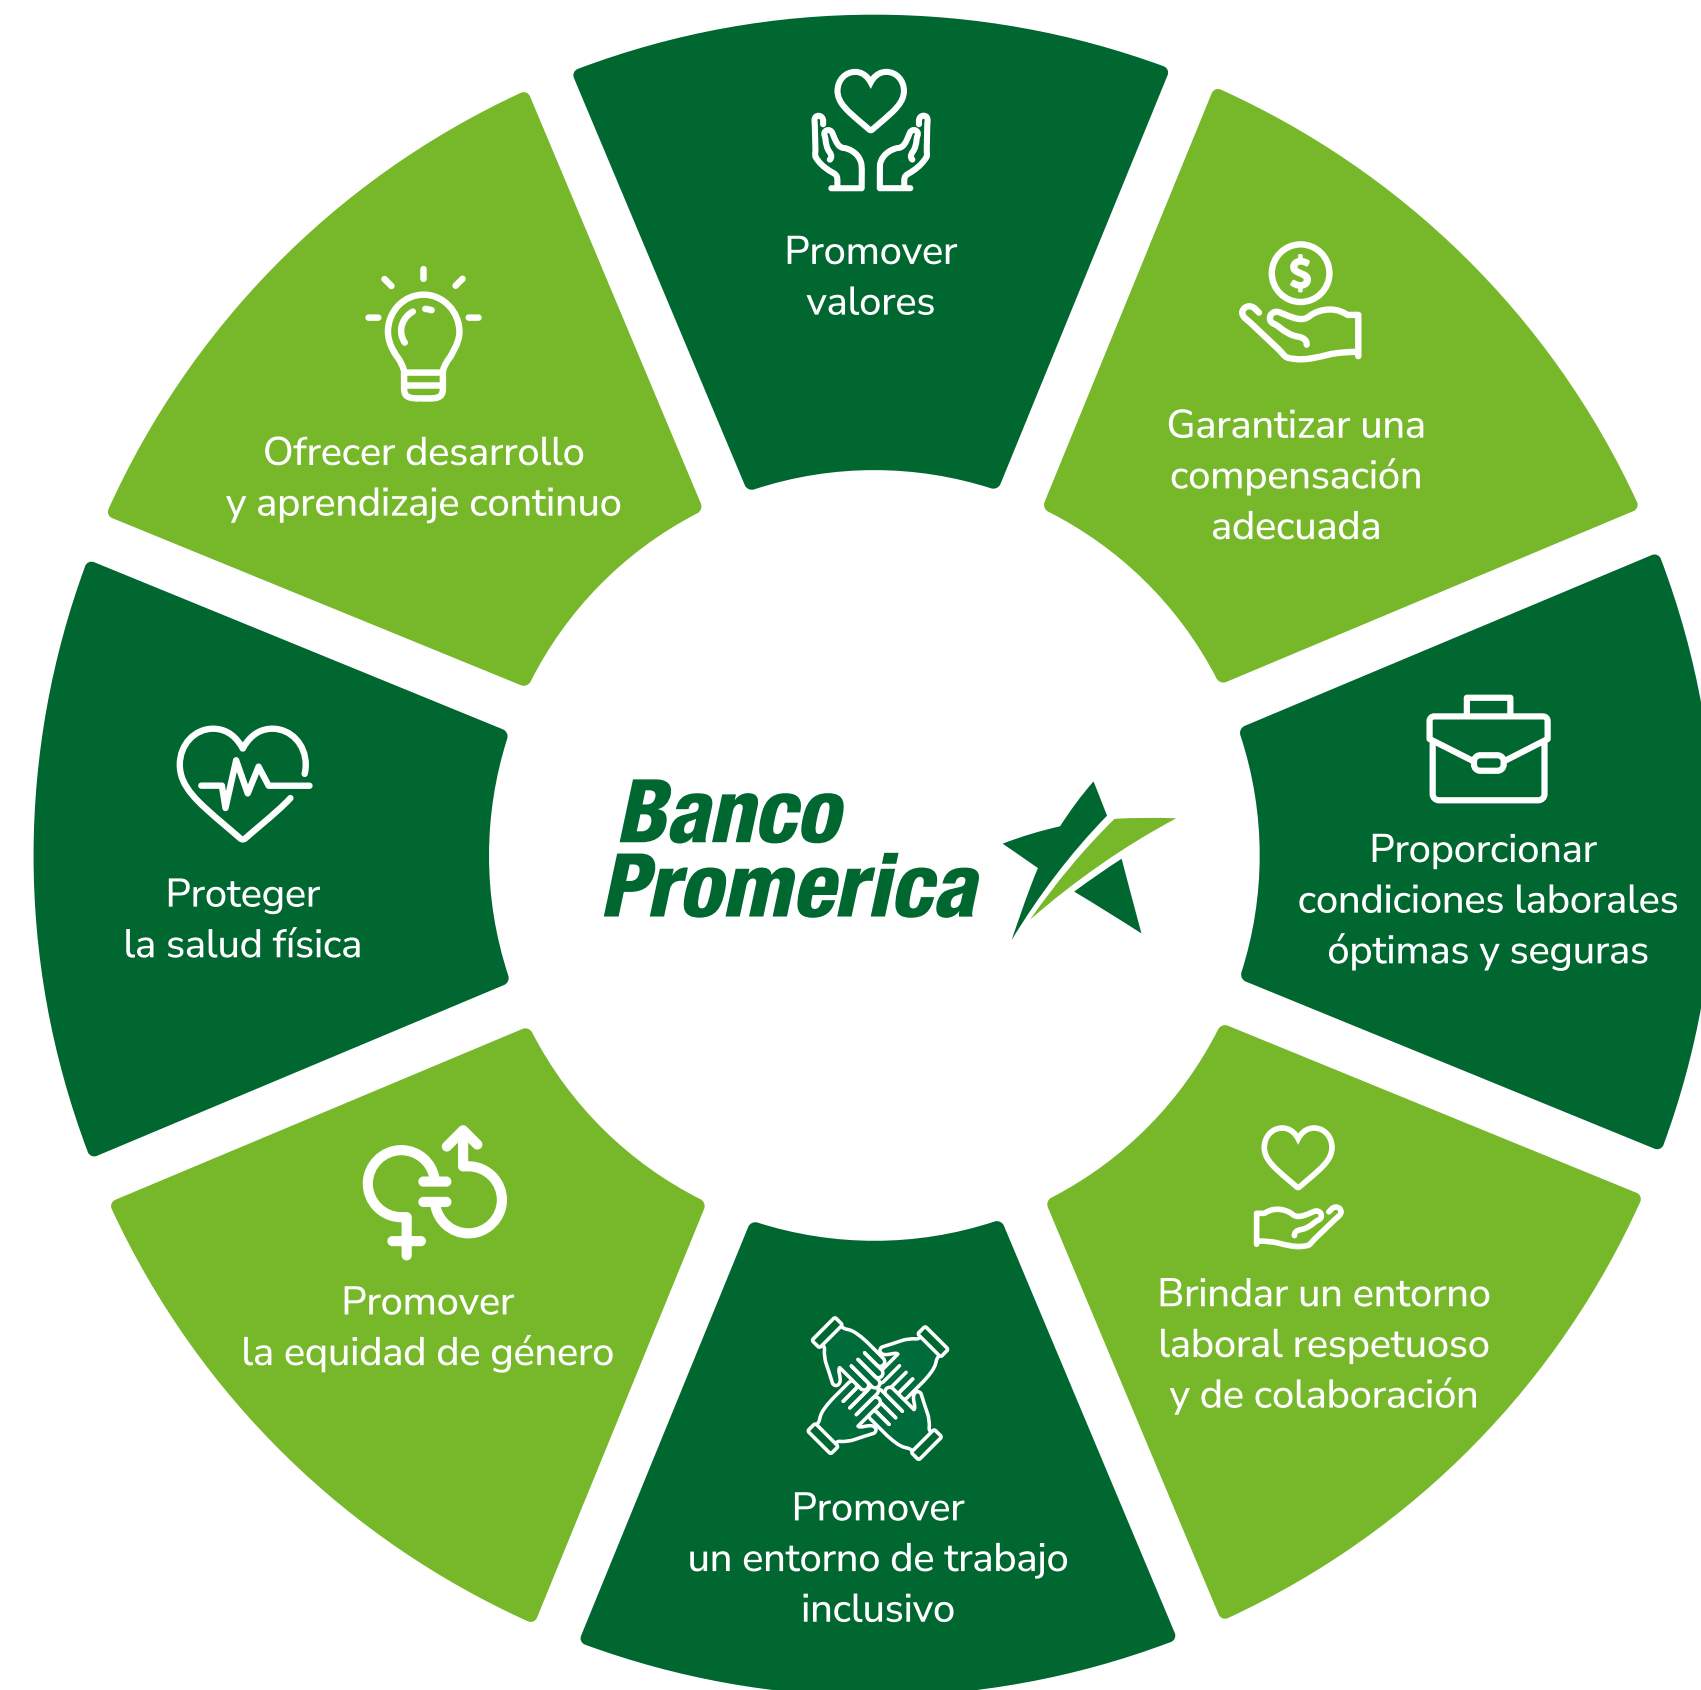 Promover
valores
Garantizar una
compensación
adecuada
Proporcionar
condiciones laborales
óptimas y seguras
Brindar un entorno
laboral respetuoso
y de colaboración
Promover
un entorno de trabajo
inclusivo
Promover
la equidad de género
Proteger
la salud física
Ofrecer desarrollo
y aprendizaje continuo
Banco
Promerica
$